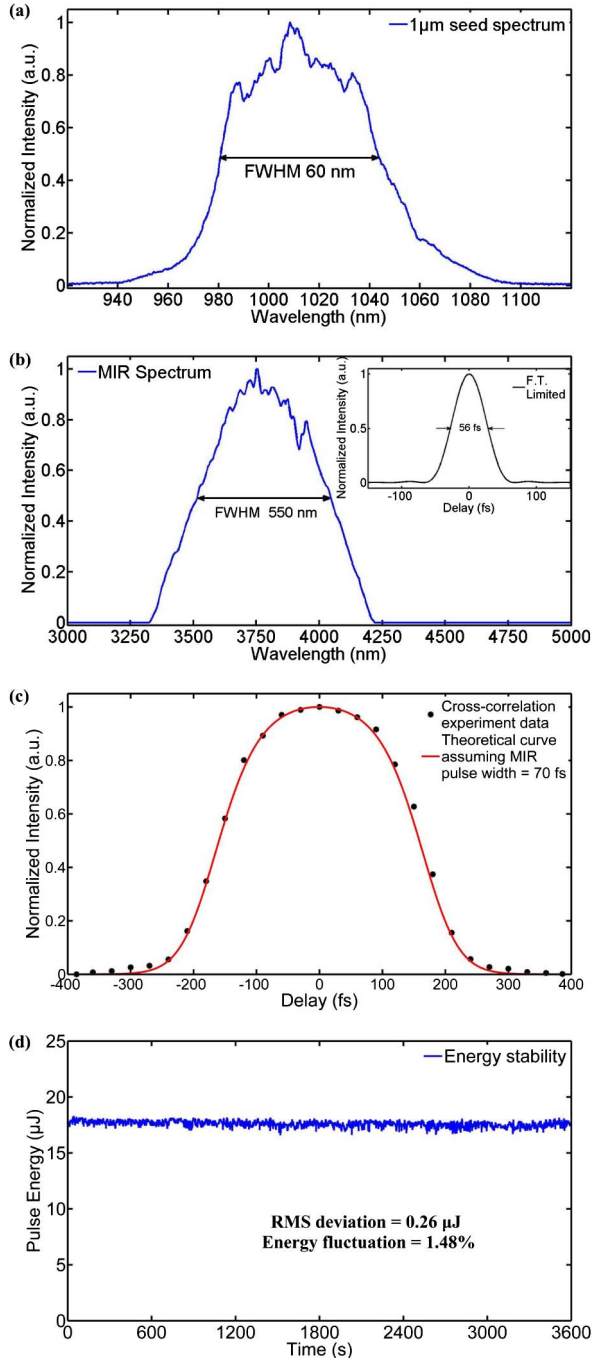 (a)
1μm seed spectrum
Normalized Intensity (a.u.)
1
0.8
0.6
0.4
0.2
0
FWHM 60 nm
940 960 980 1000 1020 1040 1060 1080 1100
Wavelength (nm)
(b)
MIR Spectrum
Normalized Intensity (a.u.)
1
0.8
0.6
0.4
0.2
0
FWHM 550 nm
3000 3250 3500 3750 4000 4250 4500 4750 5000
Wavelength (nm)
Normalized Intensity (a.u.)
1
0.5
0
F.T.
Limited
56 fs
-100 0 100
Delay (fs)
(c)
Cross-correlation
experiment data
Theoretical curve
assuming MIR
pulse width = 70 fs
Normalized Intensity (a.u.)
1
0.8
0.6
0.4
0.2
0
-400 -300 -200 -100 0 100 200 300 400
Delay (fs)
(d)
Energy stability
Pulse Energy (μJ)
25
20
15
10
5
0
RMS deviation = 0.26 μJ
Energy fluctuation = 1.48%
0 600 1200 1800 2400 3000 3600
Time (s)